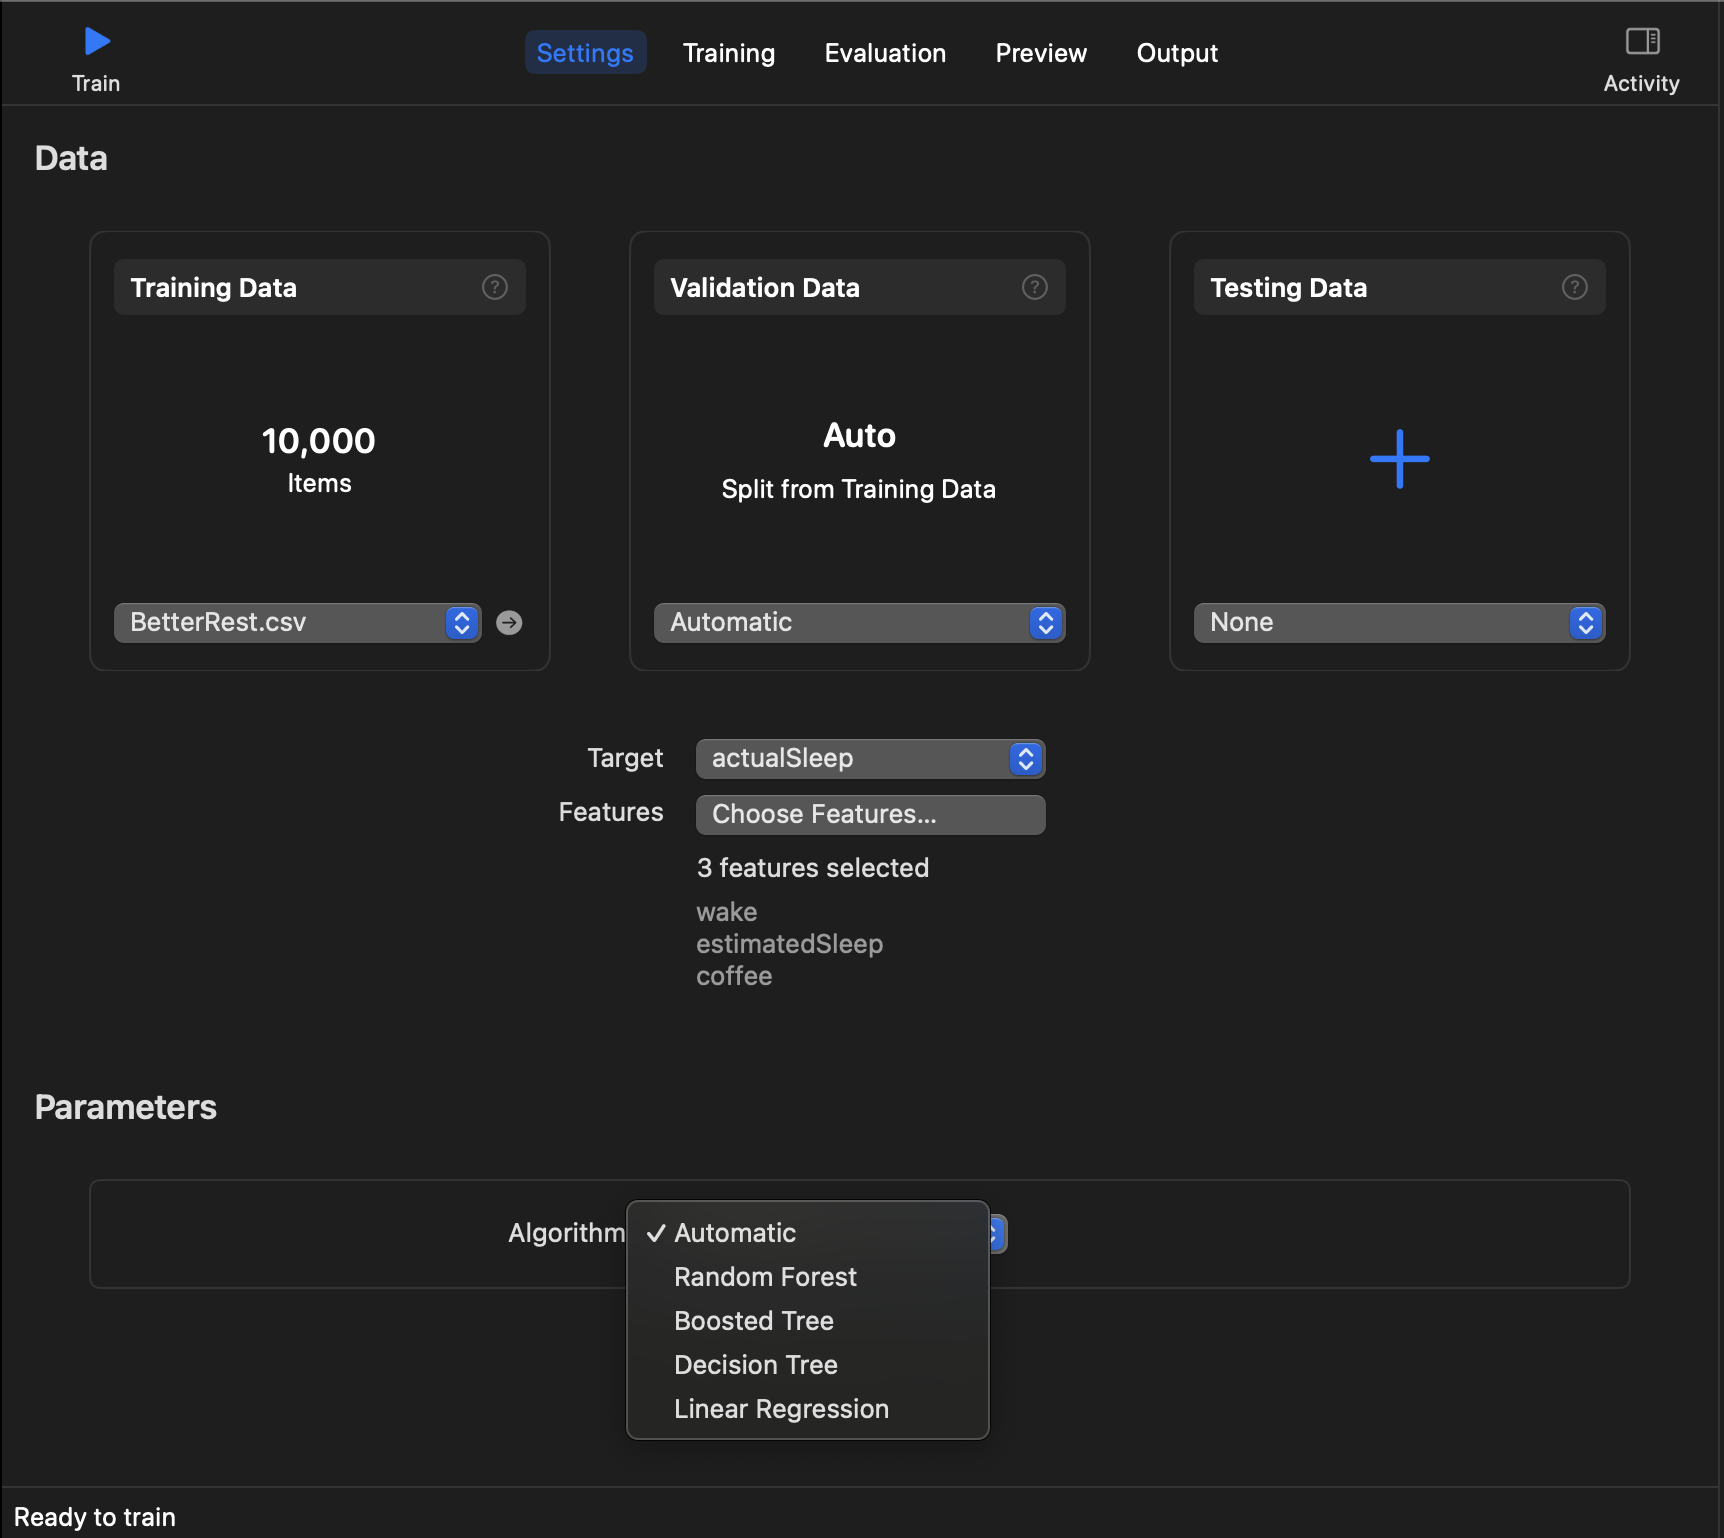 Train
Settings
Training
Evaluation
Preview
Output
Activity
Data
Training Data
?
10,000
Items
BetterRest.csv
Validation Data
?
Auto
Split from Training Data
Automatic
Testing Data
?
None
Target
actualSleep
Features
Choose Features...
3 features selected
wake
estimatedSleep
coffee
Parameters
Algorithm
✓ Automatic
Random Forest
Boosted Tree
Decision Tree
Linear Regression
Ready to train